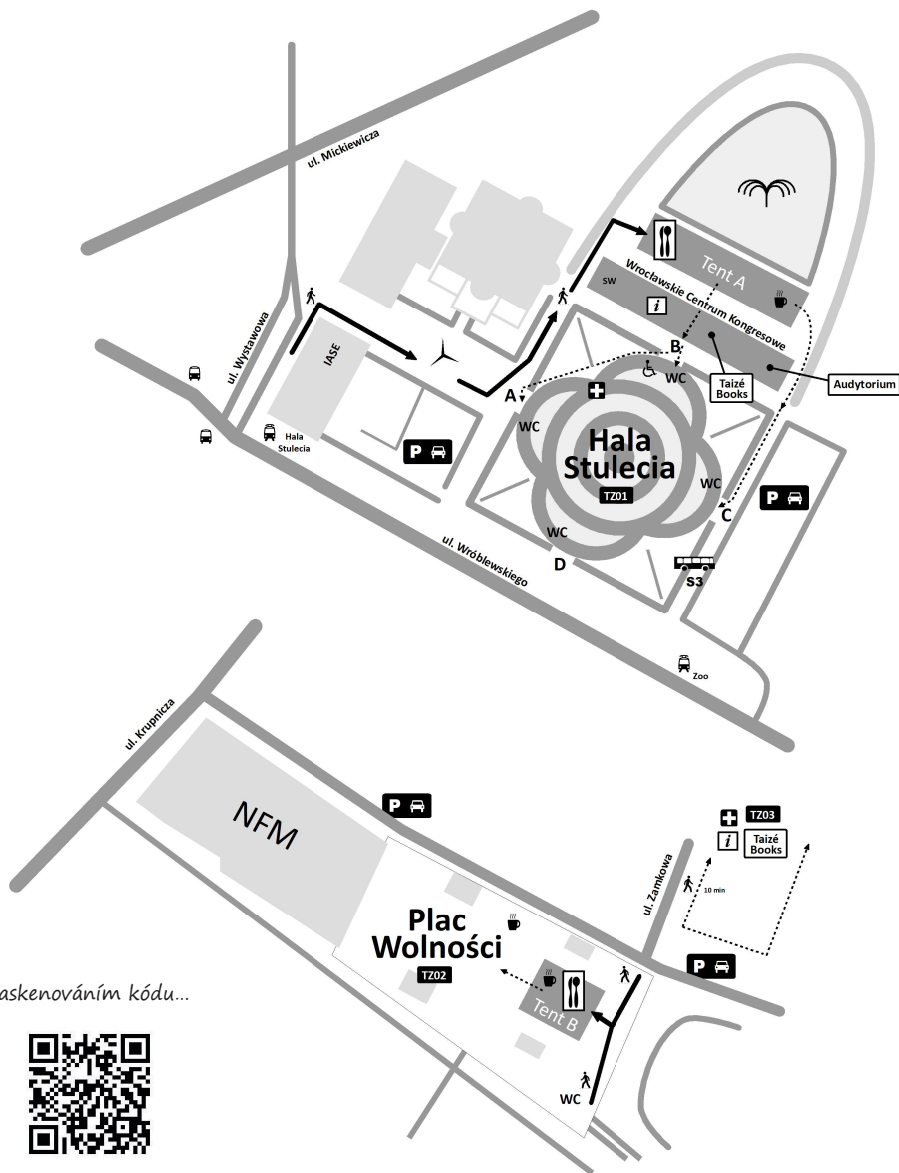 ul. Mickiewicza
ul. Wystawowa
IASE
Hala
Stulecia
P
Tent A
Wrocławskie Centrum Kongresowe
SW
i
B
A
WC
WC
Taizé
Books
Audytorium
Hala
Stulecia
TZ01
WC
WC
C
D
P
S3
ul. Wróblewskiego
Zoo
ul. Krupnicza
NFM
P
Plac
Wolności
TZ02
Tent B
WC
ul. Zamkowa
10 min
TZ03
i
Taizé
Books
P
askenováním kódu...